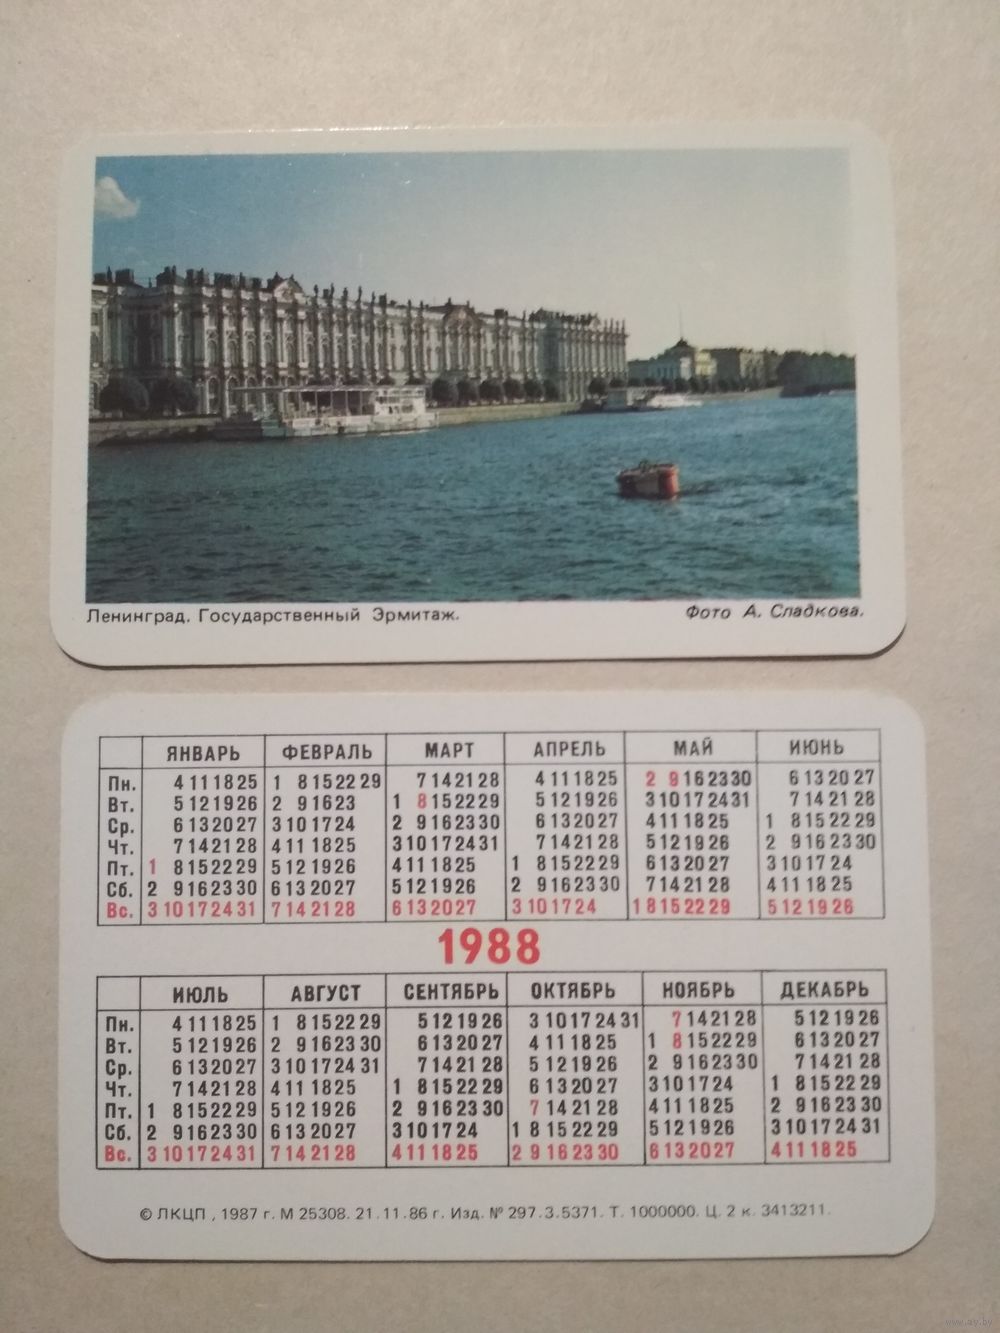 Ленинград. Государственный Эрмитаж.
Фото А. Сладкова.
ЯНВАРЬ ФЕВРАЛЬ МАРТ АПРЕЛЬ МАЙ ИЮНЬ
Пн. 4 11 18 25 1 8 15 22 29 7 14 21 28 4 11 18 25 2 9 16 23 30 6 13 20 27
Вт. 5 12 19 26 2 9 16 23 1 8 15 22 29 5 12 19 26 3 10 17 24 31 7 14 21 28
Ср. 6 13 20 27 3 10 17 24 2 9 16 23 30 6 13 20 27 4 11 18 25 1 8 15 22 29
Чт. 7 14 21 28 4 11 18 25 3 10 17 24 31 7 14 21 28 5 12 19 26 2 9 16 23 30
Пт. 1 8 15 22 29 5 12 19 26 4 11 18 25 1 8 15 22 29 6 13 20 27 3 10 17 24
Сб. 2 9 16 23 30 6 13 20 27 5 12 19 26 2 9 16 23 30 7 14 21 28 4 11 18 25
Вс. 3 10 17 24 31 7 14 21 28 6 13 20 27 3 10 17 24 1 8 15 22 29 5 12 19 26
1988
ИЮЛЬ АВГУСТ СЕНТЯБРЬ ОКТЯБРЬ НОЯБРЬ ДЕКАБРЬ
Пн. 4 11 18 25 1 8 15 22 29 5 12 19 26 3 10 17 24 31 7 14 21 28 5 12 19 26
Вт. 5 12 19 26 2 9 16 23 30 6 13 20 27 4 11 18 25 1 8 15 22 29 6 13 20 27
Ср. 6 13 20 27 3 10 17 24 31 7 14 21 28 5 12 19 26 2 9 16 23 30 7 14 21 28
Чт. 7 14 21 28 4 11 18 25 1 8 15 22 29 6 13 20 27 3 10 17 24 1 8 15 22 29
Пт. 1 8 15 22 29 5 12 19 26 2 9 16 23 30 7 14 21 28 4 11 18 25 2 9 16 23 30
Сб. 2 9 16 23 30 6 13 20 27 3 10 17 24 1 8 15 22 29 5 12 19 26 3 10 17 24 31
Вс. 3 10 17 24 31 7 14 21 28 4 11 18 25 2 9 16 23 30 6 13 20 27 4 11 18 25
© ЛКЦП, 1987 г. М 25308. 21.11.86 г. Изд. № 297.3.5371. Т. 1000000. Ц. 2 к. 3413211.
www.ay.by